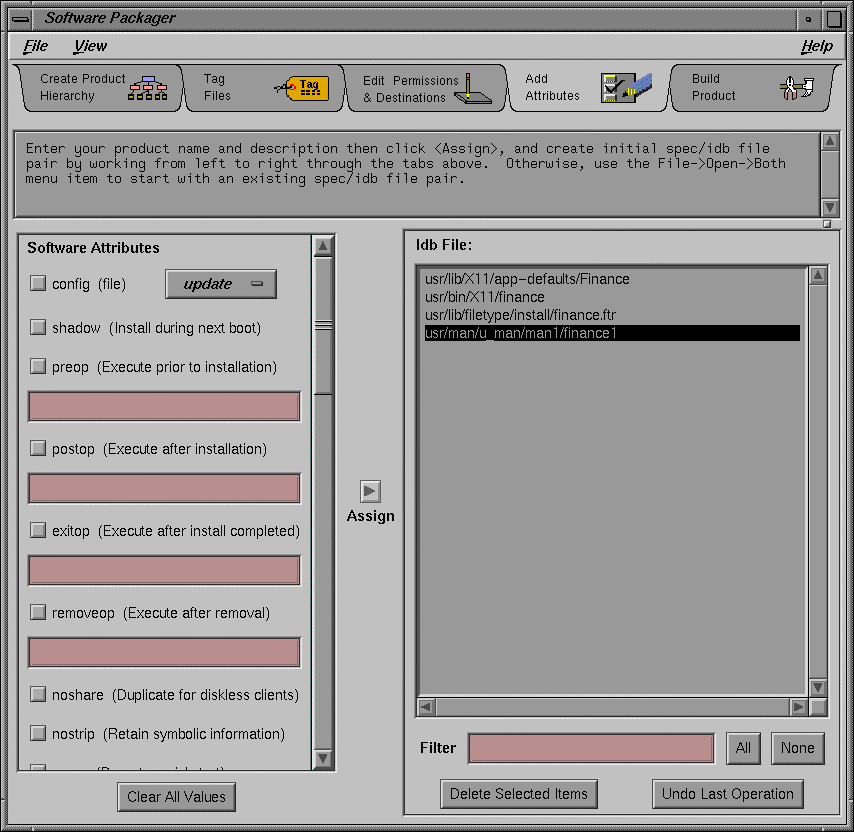 Software Packager
File View Help
Create Product Hierarchy
Tag Files
Tag
Edit Permissions & Destinations
Add Attributes
Build Product
Enter your product name and description then click <Assign>, and create initial spec/idb file
pair by working from left to right through the tabs above.  Otherwise, use the File->Open->Both
menu item to start with an existing spec/idb file pair.
Software Attributes
config (file) update
shadow (Install during next boot)
preop (Execute prior to installation)
postop (Execute after installation)
exitop (Execute after install completed)
removeop (Execute after removal)
noshare (Duplicate for diskless clients)
nostrip (Retain symbolic information)
Clear All Values
Assign
Idb File:
usr/lib/X11/app-defaults/Finance
usr/bin/X11/finance
usr/lib/filetype/install/finance.ftr
usr/man/u_man/man1/finance1
Filter All None
Delete Selected Items Undo Last Operation